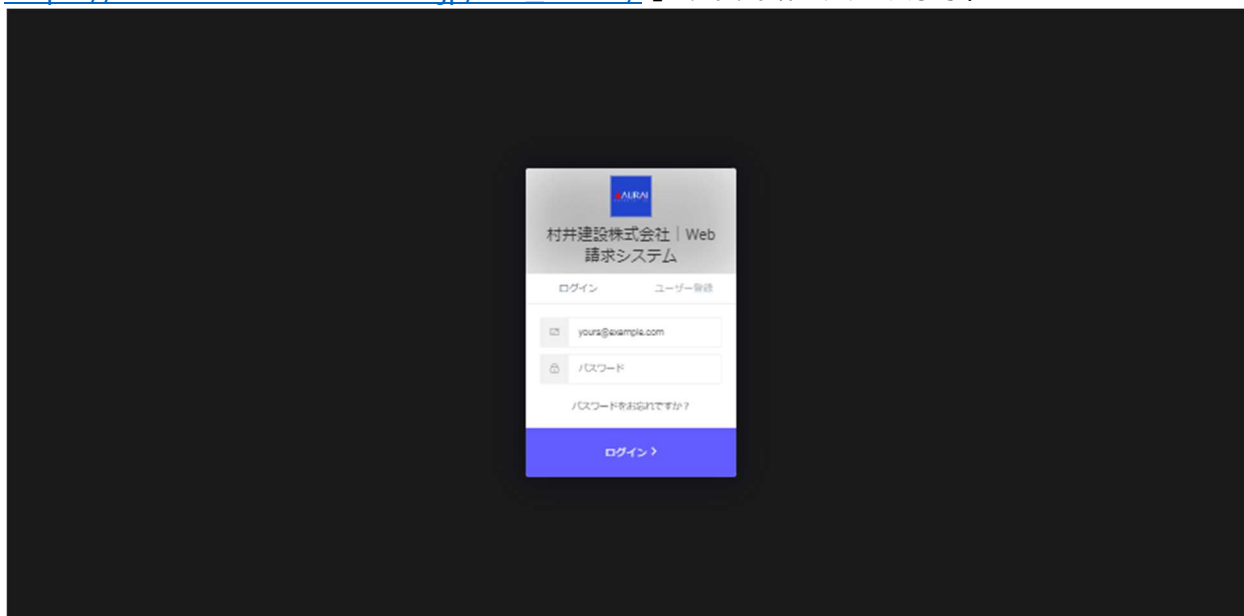 MURAI
村井建設株式会社｜Web
請求システム
ログイン ユーザー登録
yours@example.com
パスワード
パスワードをお忘れですか？
ログイン >